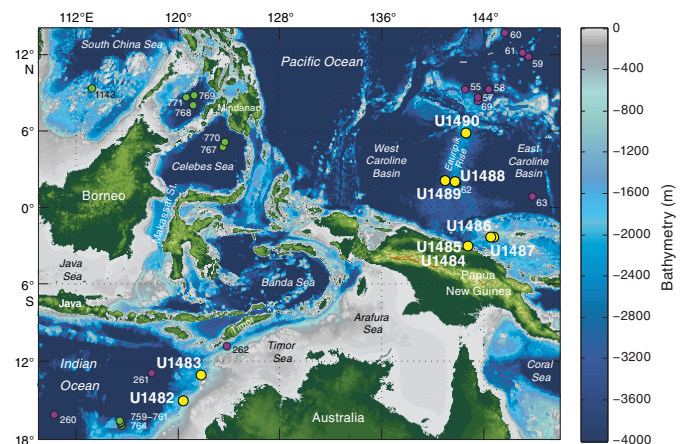 112°E 120° 128° 136° 144°
12°
N
6°
0°
6°
S
12°
18°
South China Sea
Pacific Ocean
60
61
59
1143
771
769
768
Mindanao
55
58
57
69
U1490
770
767
Celebes Sea
West
Caroline
Basin
Eauripik
Rise
East
Caroline
Basin
U1488
U1489
62
63
Borneo
Makassar St.
U1486
U1487
U1485
U1484
Java
Sea
Java
Banda Sea
Papua
New Guinea
Arafura
Sea
Timor
262
Timor
Sea
Indian
Ocean
261
U1483
U1482
260
759–761
764
Australia
Coral
Sea
0
−400
−800
−1200
−1600
−2000
−2400
−2800
−3200
−3600
−4000
Bathymetry (m)